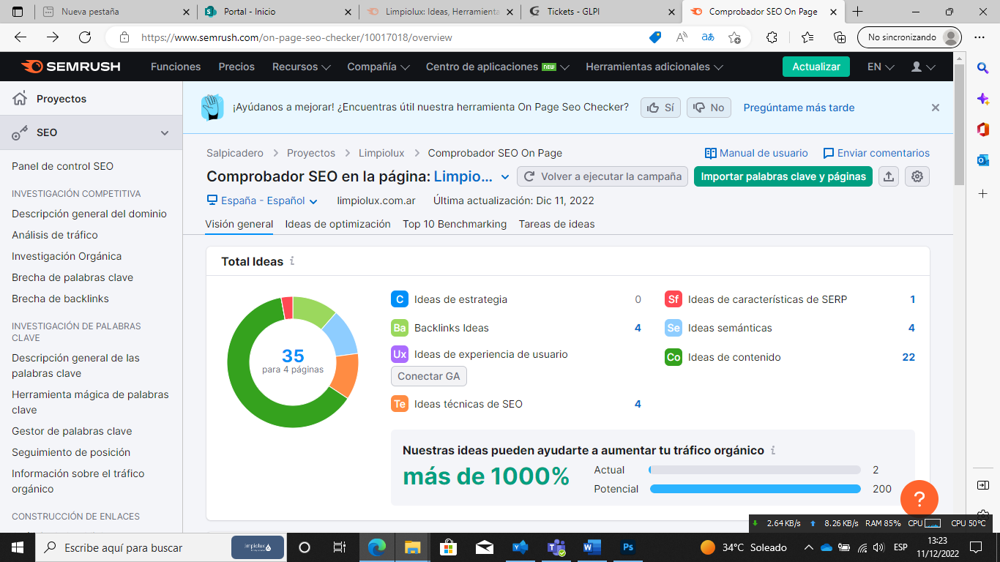 Nueva pestaña
Portal - Inicio
Limpiolux: Ideas, Herramienta
Tickets - GLPI
Comprobador SEO On Page
https://www.semrush.com/on-page-seo-checker/10017018/overview
No sincronizando
SEMRUSH
Funciones
Precios
Recursos
Compañía
Centro de aplicaciones NEW
Herramientas adicionales
Actualizar
EN
Proyectos
SEO
Panel de control SEO
INVESTIGACIÓN COMPETITIVA
Descripción general del dominio
Análisis de tráfico
Investigación Orgánica
Brecha de palabras clave
Brecha de backlinks
INVESTIGACIÓN DE PALABRAS
CLAVE
Descripción general de las
palabras clave
Herramienta mágica de palabras
clave
Gestor de palabras clave
Seguimiento de posición
Información sobre el tráfico
orgánico
CONSTRUCCIÓN DE ENLACES
¡Ayúdanos a mejorar! ¿Encuentras útil nuestra herramienta On Page Seo Checker?
Sí
No
Pregúntame más tarde
Salpicadero > Proyectos > Limpiolux > Comprobador SEO On Page
Manual de usuario
Enviar comentarios
Comprobador SEO en la página: Limpio...
Volver a ejecutar la campaña
Importar palabras clave y páginas
España - Español
limpiolux.com.ar
Última actualización: Dic 11, 2022
Visión general
Ideas de optimización
Top 10 Benchmarking
Tareas de ideas
Total Ideas i
35
para 4 páginas
C Ideas de estrategia 0
Ba Backlinks Ideas 4
Ux Ideas de experiencia de usuario
Conectar GA
Te Ideas técnicas de SEO 4
Sf Ideas de características de SERP 1
Se Ideas semánticas 4
Co Ideas de contenido 22
Nuestras ideas pueden ayudarte a aumentar tu tráfico orgánico i
más de 1000%
Actual 2
Potencial 200
?
2.64 KB/s 8.26 KB/s RAM 85% CPU CPU 50ºC
Escribe aquí para buscar
limpiolux
34°C Soleado
ESP
13:23
11/12/2022